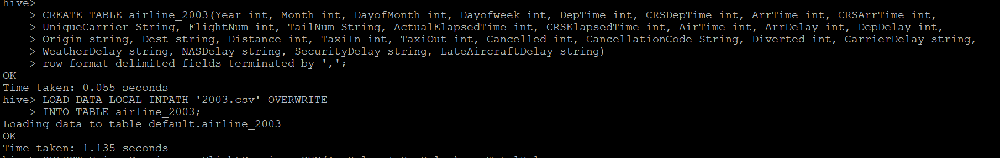 hive>
    > CREATE TABLE airline_2003(Year int, Month int, DayofMonth int, Dayofweek int, DepTime int, CRSDepTime int, ArrTime int, CRSArrTime int,
    > UniqueCarrier String, FlightNum int, TailNum String, ActualElapsedTime int, CRSElapsedTime int, AirTime int, ArrDelay int, DepDelay int,
    > Origin string, Dest string, Distance int, TaxiIn int, TaxiOut int, Cancelled int, CancellationCode String, Diverted int, CarrierDelay string,
    > WeatherDelay string, NASDelay string, SecurityDelay string, LateAircraftDelay string)
    > row format delimited fields terminated by ',';
OK
Time taken: 0.055 seconds
hive> LOAD DATA LOCAL INPATH '2003.csv' OVERWRITE
    > INTO TABLE airline_2003;
Loading data to table default.airline_2003
OK
Time taken: 1.135 seconds